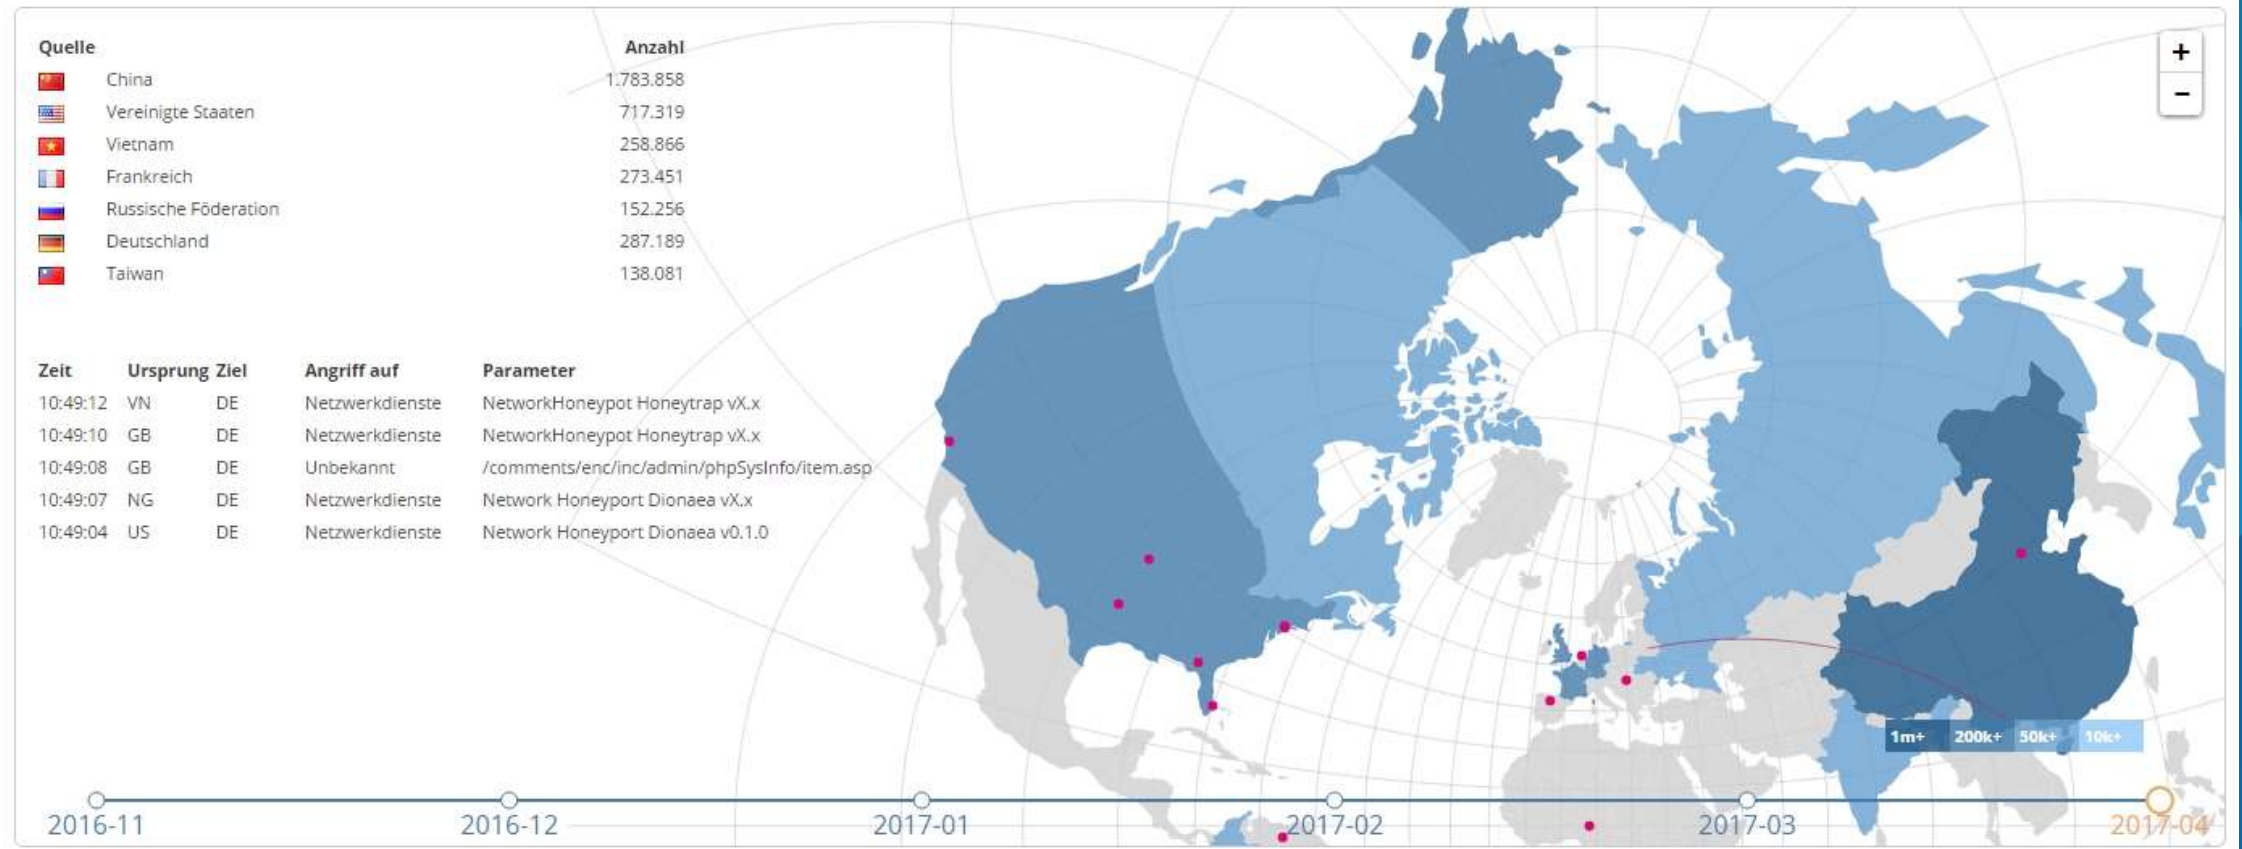 Quelle Anzahl
China 1.783.858
Vereinigte Staaten 717.319
Vietnam 258.866
Frankreich 273.451
Russische Föderation 152.256
Deutschland 287.189
Taiwan 138.081
Zeit Ursprung Ziel Angriff auf Parameter
10:49:12 VN DE Netzwerkdienste NetworkHoneypot Honeytrap vX.x
10:49:10 GB DE Netzwerkdienste NetworkHoneypot Honeytrap vX.x
10:49:08 GB DE Unbekannt /comments/enc/inc/admin/phpSysInfo/item.asp
10:49:07 NG DE Netzwerkdienste Network Honeyport Dionaea vX.x
10:49:04 US DE Netzwerkdienste Network Honeyport Dionaea v0.1.0
+
−
1m+ 200k+ 50k+ 10k+
2016-11 2016-12 2017-01 2017-02 2017-03 2017-04